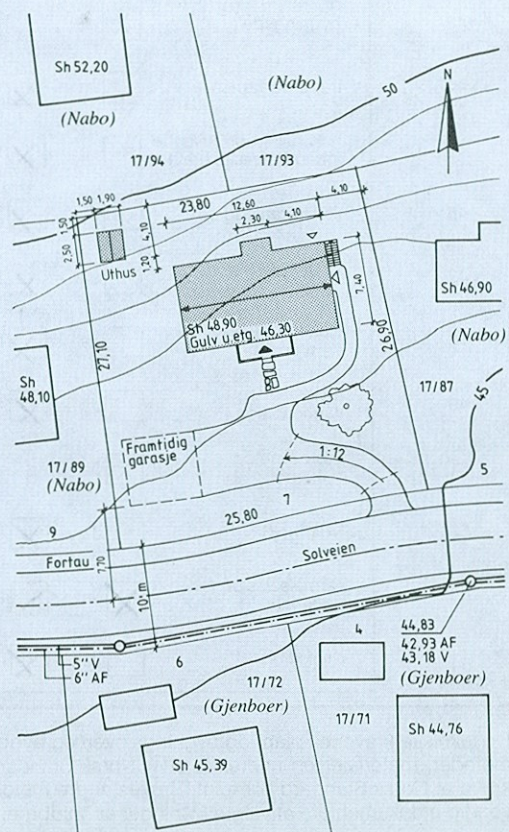 Sh 52,20
(Nabo)
(Nabo)
50
N
17/94
17/93
1,50 1,90
23,80
12,60
4,10
1,50
2,50
4,10
2,30
4,10
1,20
Uthus
7,40
Sh 48,90
Gulv u.etg. 46,30
26,90
Sh 46,90
(Nabo)
27,10
Sh
48,10
17/87
45
Framtidig
garasje
1:12
17/89
(Nabo)
5
7
25,80
9
Fortau
Solveien
7,70
10 m
44,83
42,93 AF
43,18 V
5" V
6" AF
6
4
(Gjenboer)
17/72
(Gjenboer)
17/71
Sh 44,76
Sh 45,39